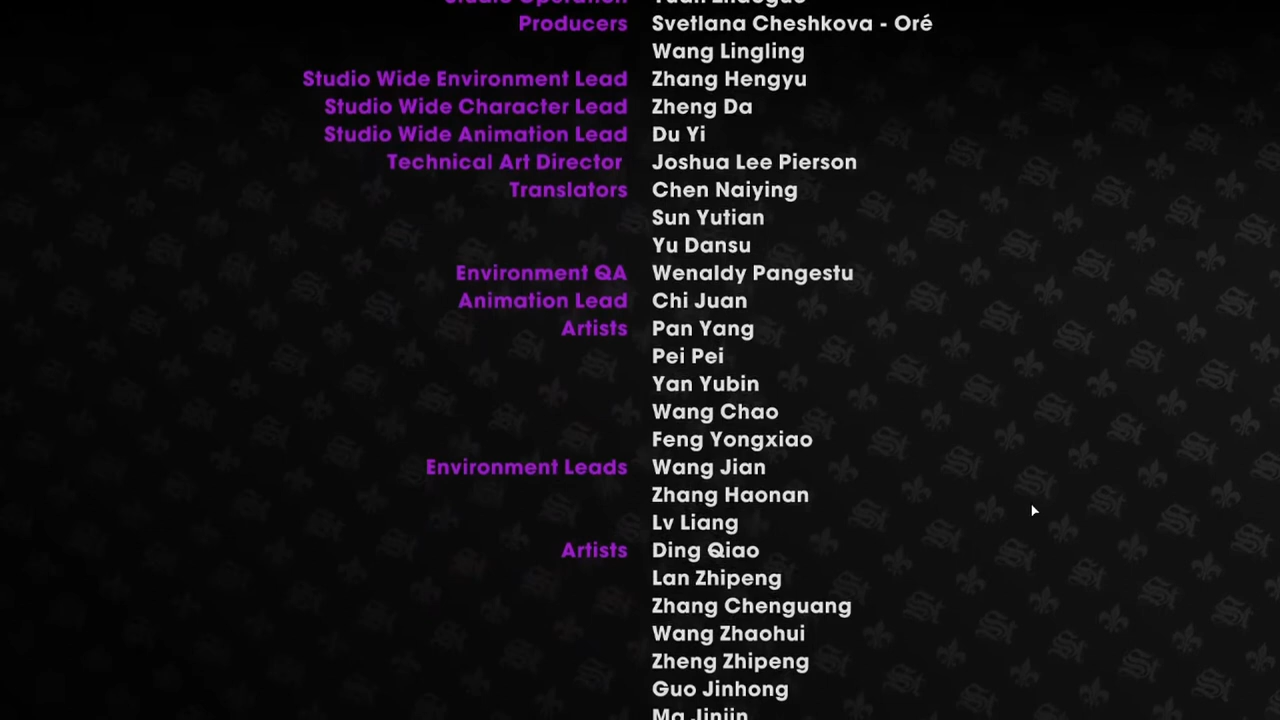 Producers Svetlana Cheshkova - Oré
Wang Lingling
Studio Wide Environment Lead Zhang Hengyu
Studio Wide Character Lead Zheng Da
Studio Wide Animation Lead Du Yi
Technical Art Director Joshua Lee Pierson
Translators Chen Naiying
Sun Yutian
Yu Dansu
Environment QA Wenaldy Pangestu
Animation Lead Chi Juan
Artists Pan Yang
Pei Pei
Yan Yubin
Wang Chao
Feng Yongxiao
Environment Leads Wang Jian
Zhang Haonan
Lv Liang
Artists Ding Qiao
Lan Zhipeng
Zhang Chenguang
Wang Zhaohui
Zheng Zhipeng
Guo Jinhong